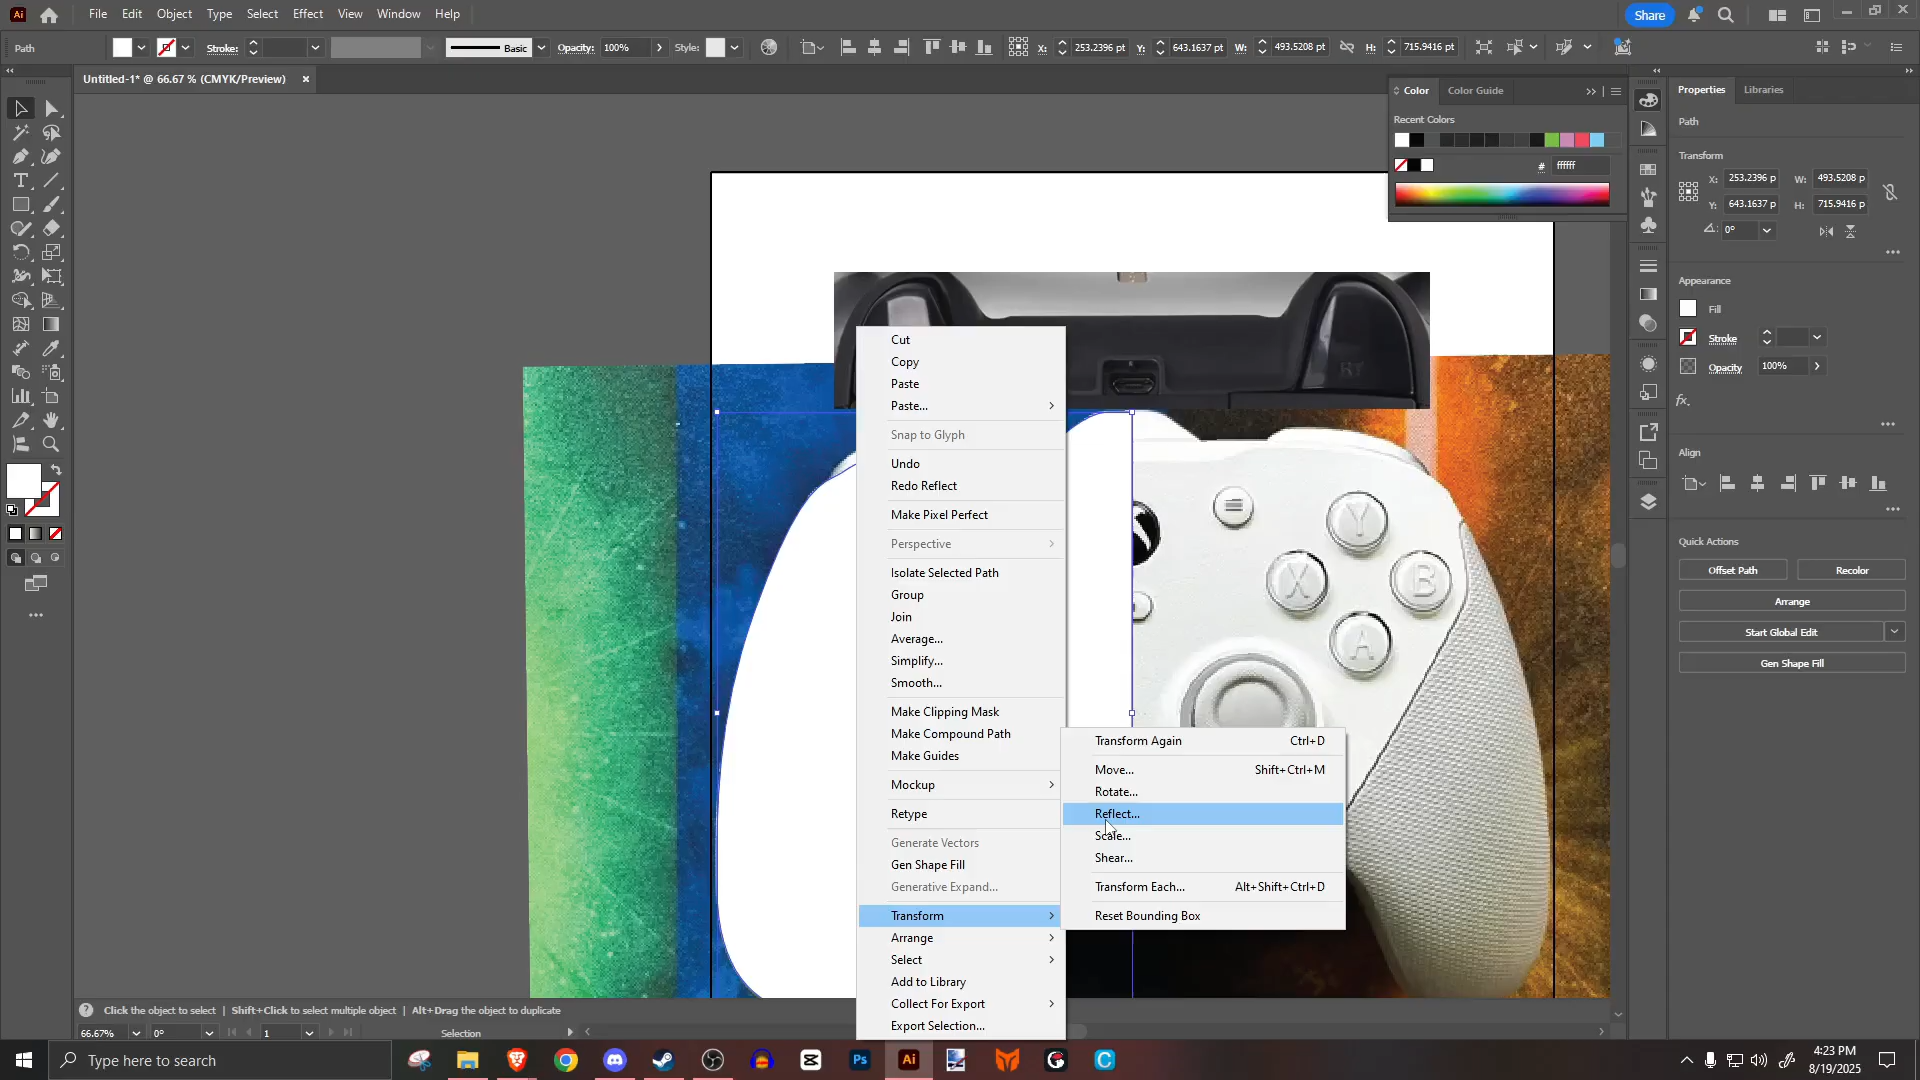 Ai
File Edit Object Type Select Effect View Window Help
Share
Path
Stroke:
Basic
Opacity: 100%
Style:
X: 253.2396 pt
Y: 643.1637 pt
W: 493.5208 pt
H: 715.9416 pt
Untitled-1* @ 66.67 % (CMYK/Preview)
Color
Color Guide
Recent Colors
# ffffff
Properties
Libraries
Path
Transform
X: 253.2396 p
W: 493.5208 p
Y: 643.1637 p
H: 715.9416 p
0°
Appearance
Fill
Stroke
Opacity
100%
fx.
Align
Quick Actions
Offset Path
Recolor
Arrange
Start Global Edit
Gen Shape Fill
Cut
Copy
Paste
Paste...
Snap to Glyph
Undo
Redo Reflect
Make Pixel Perfect
Perspective
Isolate Selected Path
Group
Join
Average...
Simplify...
Smooth...
Make Clipping Mask
Make Compound Path
Make Guides
Mockup
Retype
Generate Vectors
Gen Shape Fill
Generative Expand...
Transform
Arrange
Select
Add to Library
Collect For Export
Export Selection...
Transform Again Ctrl+D
Move... Shift+Ctrl+M
Rotate...
Reflect...
Scale...
Shear...
Transform Each... Alt+Shift+Ctrl+D
Reset Bounding Box
RT
Y
X
B
A
Click the object to select | Shift+Click to select multiple object | Alt+Drag the object to duplicate
66.67%
0°
1
Selection
Type here to search
Ps
Ai
C
4:23 PM
8/19/2025